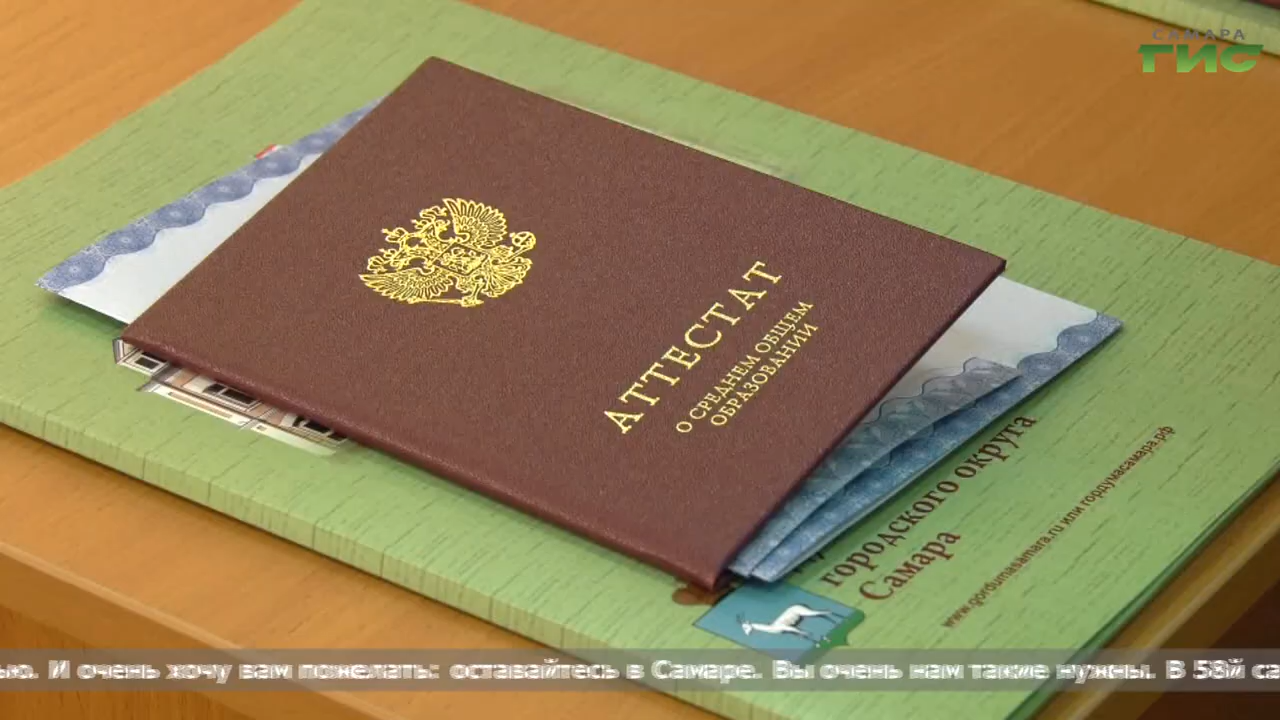 САМАРА
ГИС
АТТЕСТАТ
О СРЕДНЕМ ОБЩЕМ
ОБРАЗОВАНИИ
городского округа
Самара
www.gordumasamara.ru или гордумасамара.рф
ью. И очень хочу вам пожелать: оставайтесь в Самаре. Вы очень нам такие нужны. В 58й са